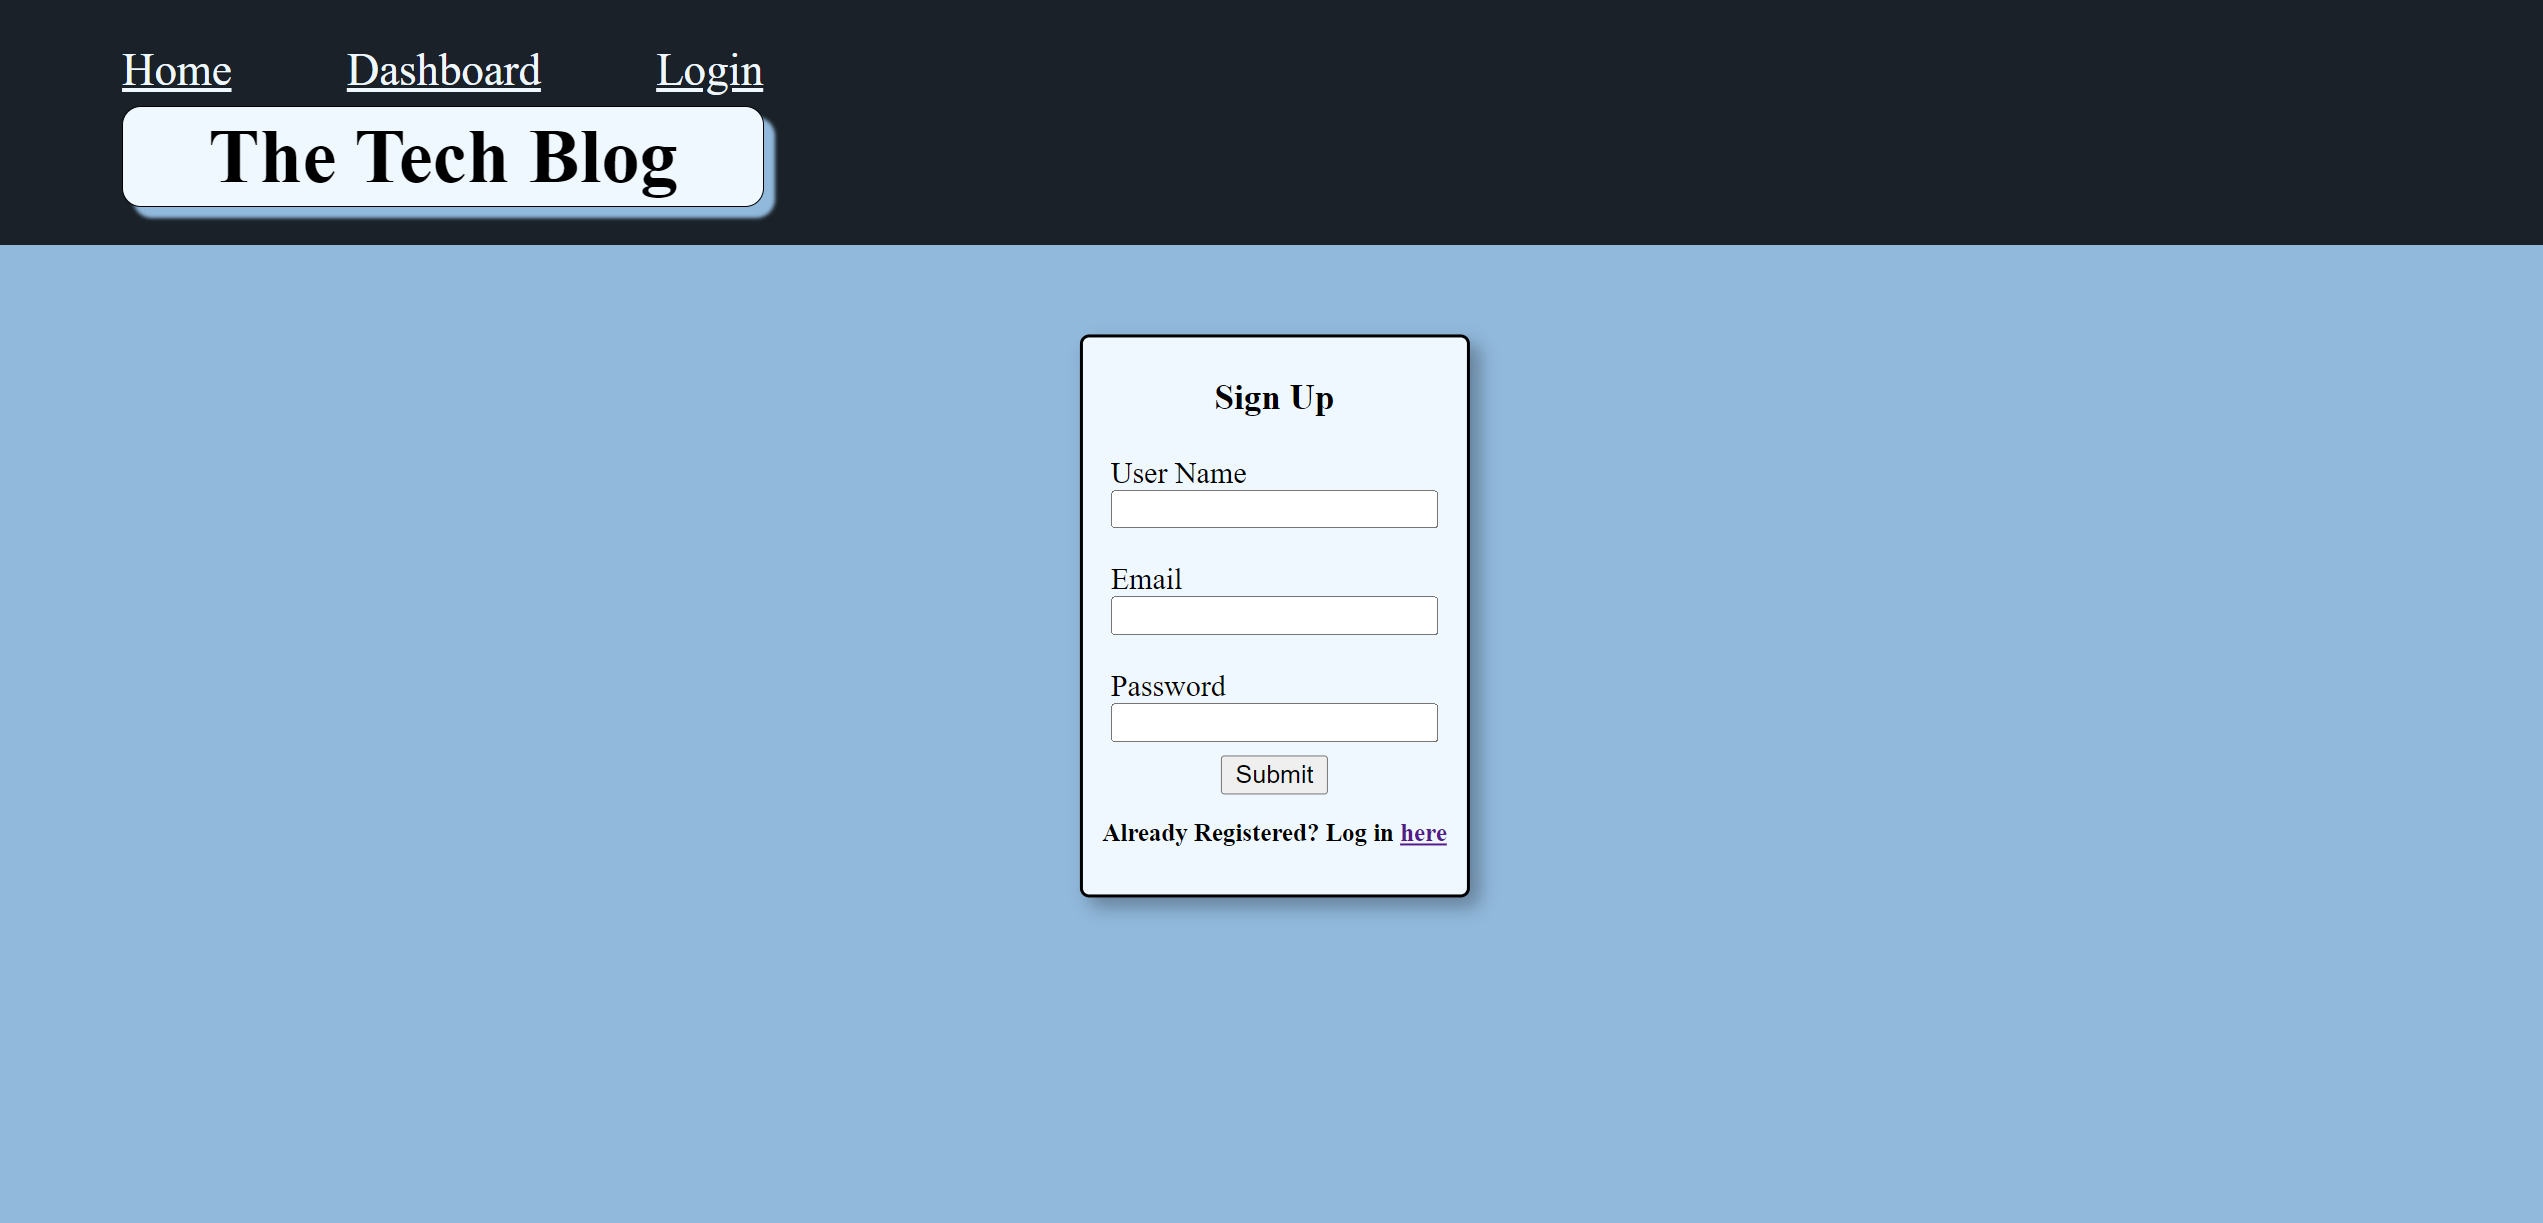 Home Dashboard Login
The Tech Blog
Sign Up
User Name
Email
Password
Submit
Already Registered? Log in here